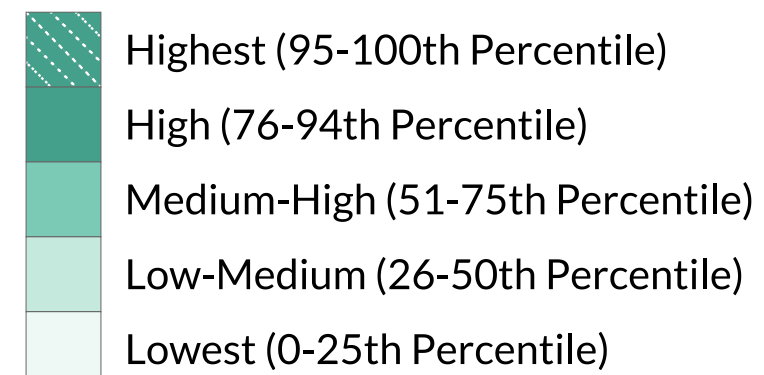 Highest (95-100th Percentile)
High (76-94th Percentile)
Medium-High (51-75th Percentile)
Low-Medium (26-50th Percentile)
Lowest (0-25th Percentile)